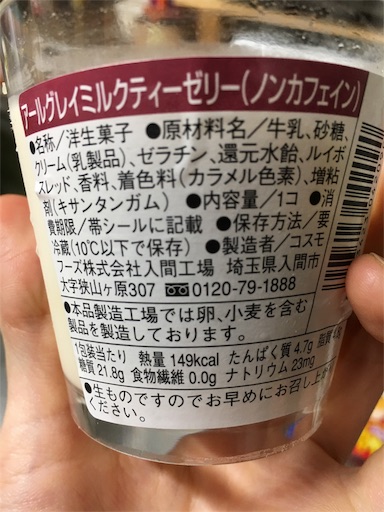 アールグレイミルクティーゼリー(ノンカフェイン)
●名称/洋生菓子 ●原材料名/牛乳、砂糖、
クリーム(乳製品)、ゼラチン、還元水飴、ルイボ
スレッド、香料、着色料(カラメル色素)、増粘
剤(キサンタンガム) ●内容量/1コ ●消
費期限/帯シールに記載 ●保存方法/要
冷蔵(10℃以下で保存) ●製造者/コスモ
フーズ株式会社入間工場 埼玉県入間市
大字狭山ヶ原307 0120-79-1888
●本品製造工場では卵、小麦を含む
製品を製造しております。
1包装当たり 熱量 149kcal たんぱく質 4.7g 脂質
糖質 21.8g 食物繊維 0.0g ナトリウム 23mg
●生ものですのでお早めにお召し上が
ください。